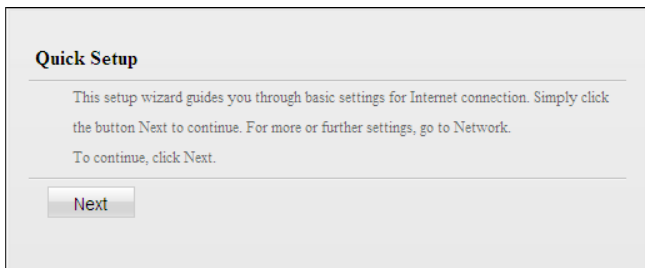 Quick Setup
This setup wizard guides you through basic settings for Internet connection. Simply click
the button Next to continue. For more or further settings, go to Network.
To continue, click Next.
Next